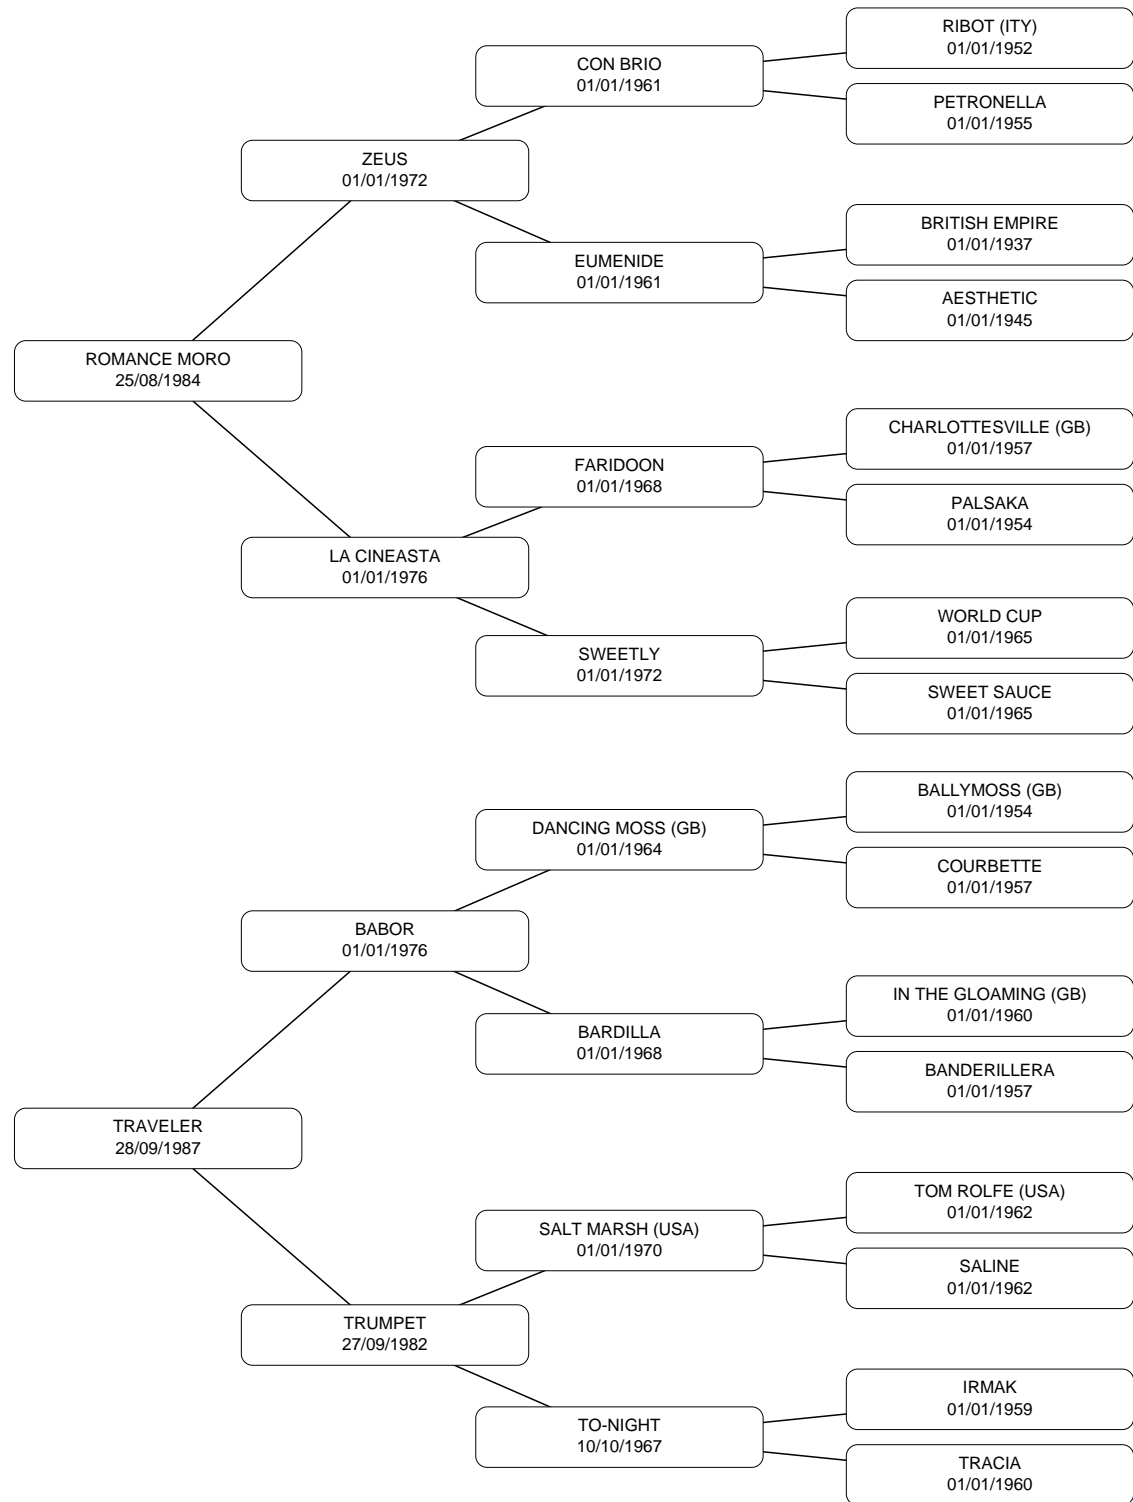 RIBOT (ITY)
01/01/1952
CON BRIO
01/01/1961
PETRONELLA
01/01/1955
ZEUS
01/01/1972
BRITISH EMPIRE
01/01/1937
EUMENIDE
01/01/1961
AESTHETIC
01/01/1945
ROMANCE MORO
25/08/1984
CHARLOTTESVILLE (GB)
01/01/1957
FARIDOON
01/01/1968
PALSAKA
01/01/1954
LA CINEASTA
01/01/1976
WORLD CUP
01/01/1965
SWEETLY
01/01/1972
SWEET SAUCE
01/01/1965
BALLYMOSS (GB)
01/01/1954
DANCING MOSS (GB)
01/01/1964
COURBETTE
01/01/1957
BABOR
01/01/1976
IN THE GLOAMING (GB)
01/01/1960
BARDILLA
01/01/1968
BANDERILLERA
01/01/1957
TRAVELER
28/09/1987
TOM ROLFE (USA)
01/01/1962
SALT MARSH (USA)
01/01/1970
SALINE
01/01/1962
TRUMPET
27/09/1982
IRMAK
01/01/1959
TO-NIGHT
10/10/1967
TRACIA
01/01/1960